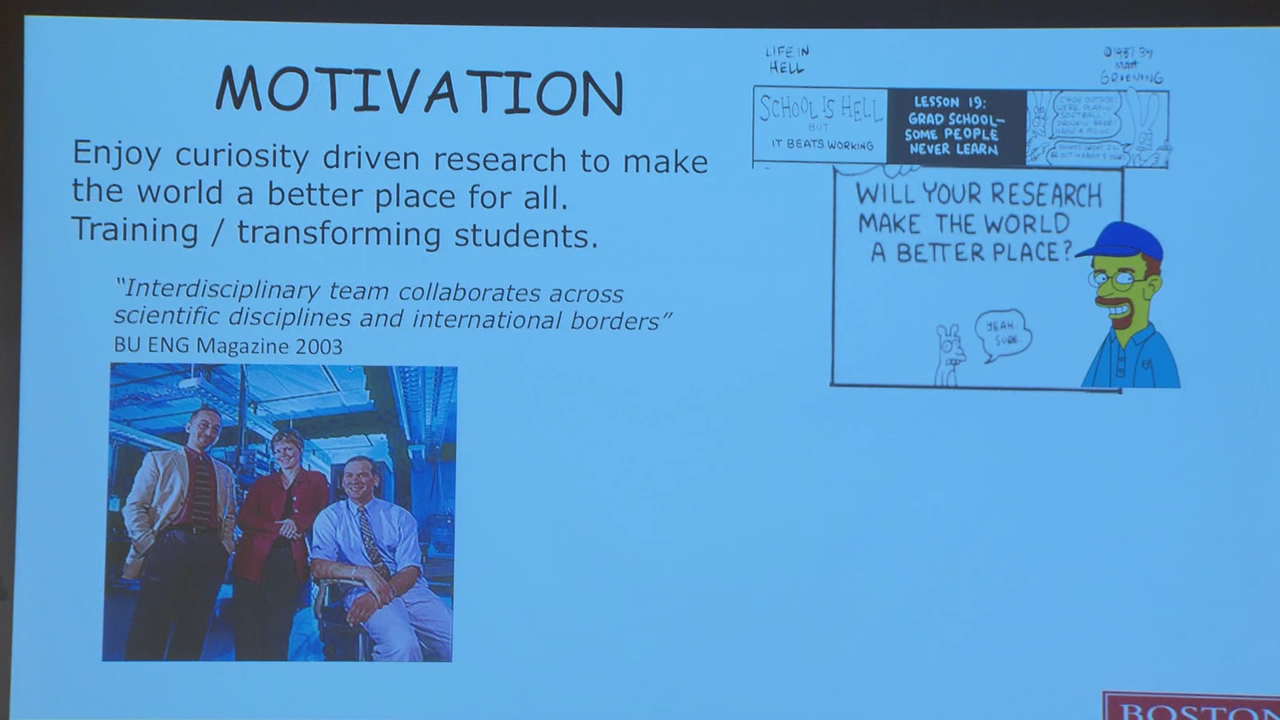 MOTIVATION
Enjoy curiosity driven research to make
the world a better place for all.
Training / transforming students.
“Interdisciplinary team collaborates across
scientific disciplines and international borders”
BU ENG Magazine 2003
LIFE IN
HELL
©1987 BY
MATT
GROENING
SCHOOL IS HELL
BUT
IT BEATS WORKING
LESSON 19:
GRAD SCHOOL—
SOME PEOPLE
NEVER LEARN
WILL YOUR RESEARCH
MAKE THE WORLD
A BETTER PLACE?
YEAH.
SURE.
BOSTON